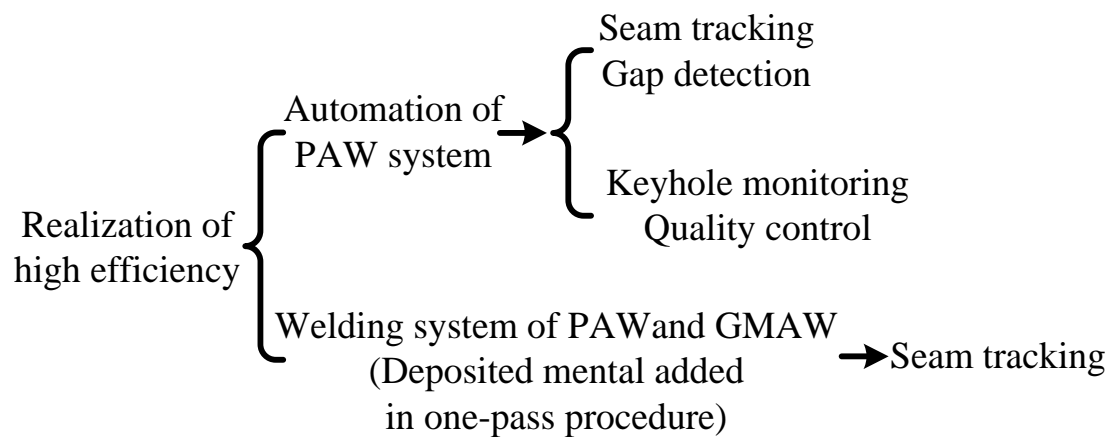 Seam tracking
Gap detection
Automation of
PAW system
Keyhole monitoring
Quality control
Realization of
high efficiency
Welding system of PAWand GMAW
(Deposited mental added
in one-pass procedure)
Seam tracking